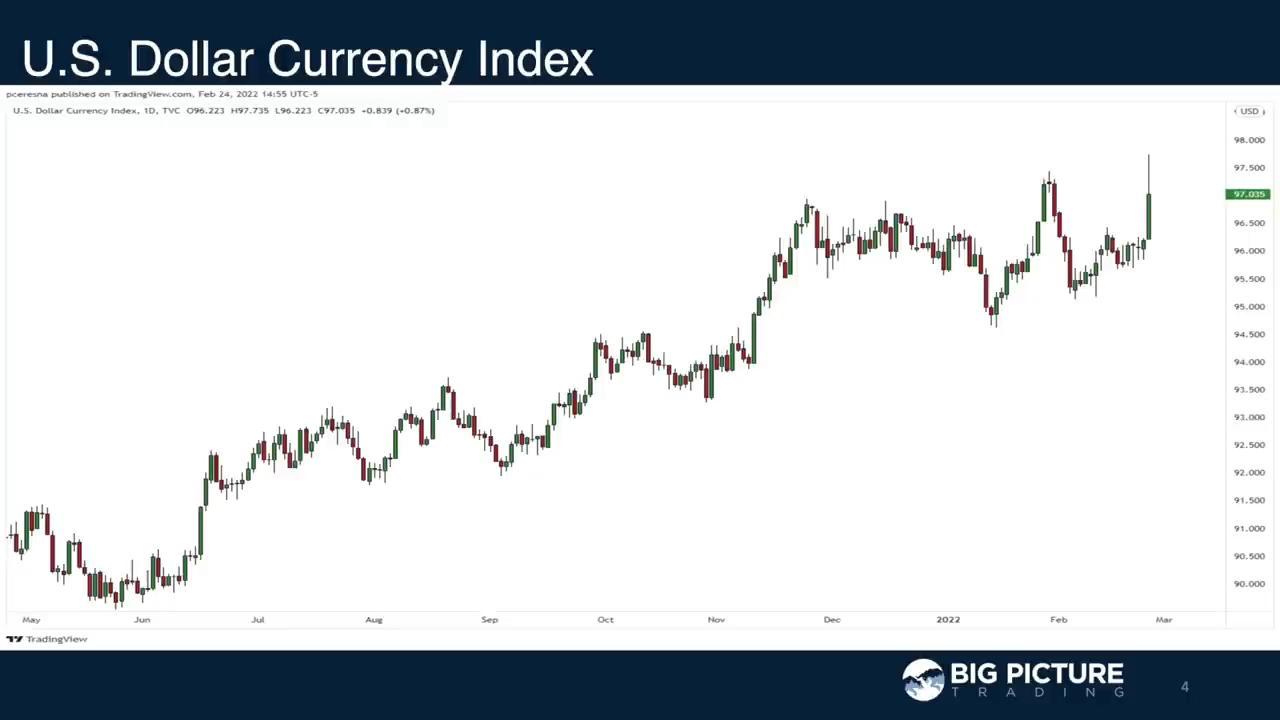 U.S. Dollar Currency Index
pceresna published on TradingView.com, Feb 24, 2022 14:55 UTC-5
U.S. Dollar Currency Index, 1D, TVC O96.223 H97.735 L96.223 C97.035 +0.839 (+0.87%)
USD
98.000
97.500
97.035
96.500
96.000
95.500
95.000
94.500
94.000
93.500
93.000
92.500
92.000
91.500
91.000
90.500
90.000
May Jun Jul Aug Sep Oct Nov Dec 2022 Feb Mar
TradingView
BIG PICTURE
TRADING
4